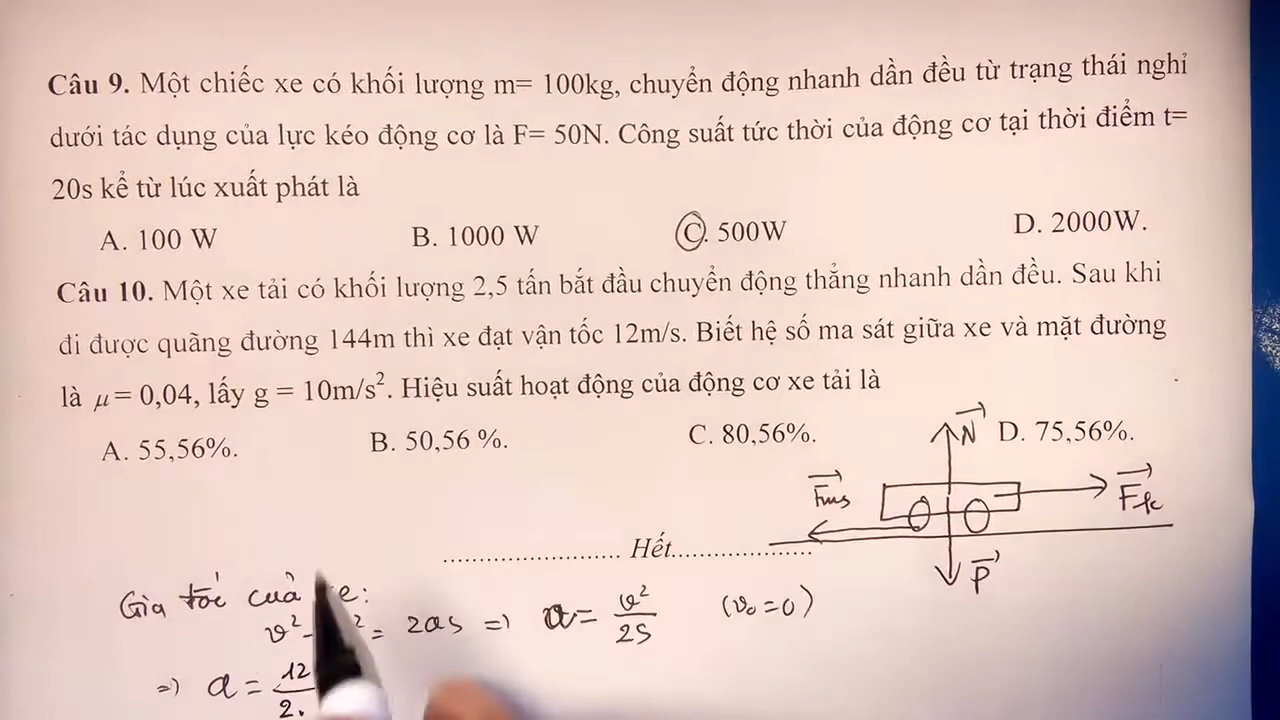 Câu 9. Một chiếc xe có khối lượng m= 100kg, chuyển động nhanh dần đều từ trạng thái nghỉ
dưới tác dụng của lực kéo động cơ là F= 50N. Công suất tức thời của động cơ tại thời điểm t=
20s kể từ lúc xuất phát là
A. 100 W B. 1000 W C. 500W D. 2000W.
Câu 10. Một xe tải có khối lượng 2,5 tấn bắt đầu chuyển động thẳng nhanh dần đều. Sau khi
đi được quãng đường 144m thì xe đạt vận tốc 12m/s. Biết hệ số ma sát giữa xe và mặt đường
là μ = 0,04, lấy g = 10m/s². Hiệu suất hoạt động của động cơ xe tải là
A. 55,56%. B. 50,56 %. C. 80,56%. D. 75,56%.
N
Fms Fk
P
...................... Hết....................
Gia tốc của xe:
v² - ² = 2as => a = v²/2S (v₀ = 0)
=> a = 12/2.